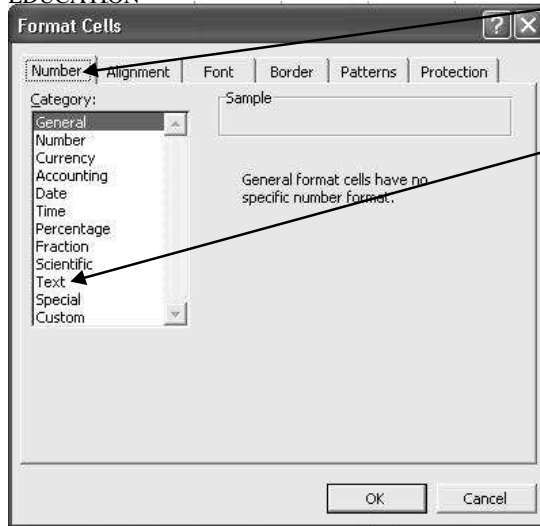 EDUCATION
Format Cells
Number Alignment Font Border Patterns Protection
Category:
Sample
General
Number
Currency
Accounting
Date
Time
Percentage
Fraction
Scientific
Text
Special
Custom
General format cells have no
specific number format.
OK Cancel